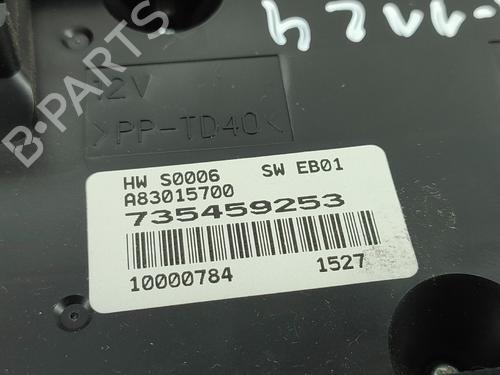 B-PARTS
12V
>PP-TD40<
HW S0006 SW EB01
A83015700
735459253
10000784 1527